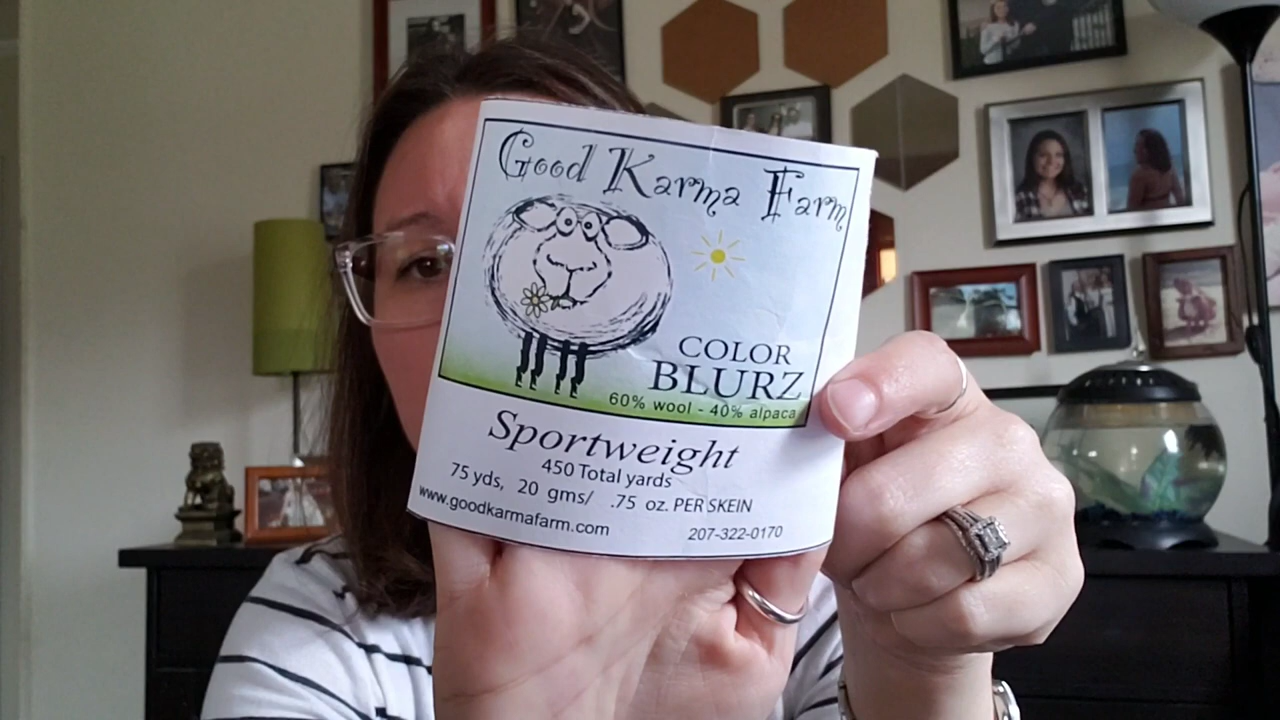 Good Karma Farm
COLOR
BLURZ
60% wool - 40% alpaca
Sportweight
450 Total yards
75 yds, 20 gms/ .75 oz. PER SKEIN
www.goodkarmafarm.com
207-322-0170